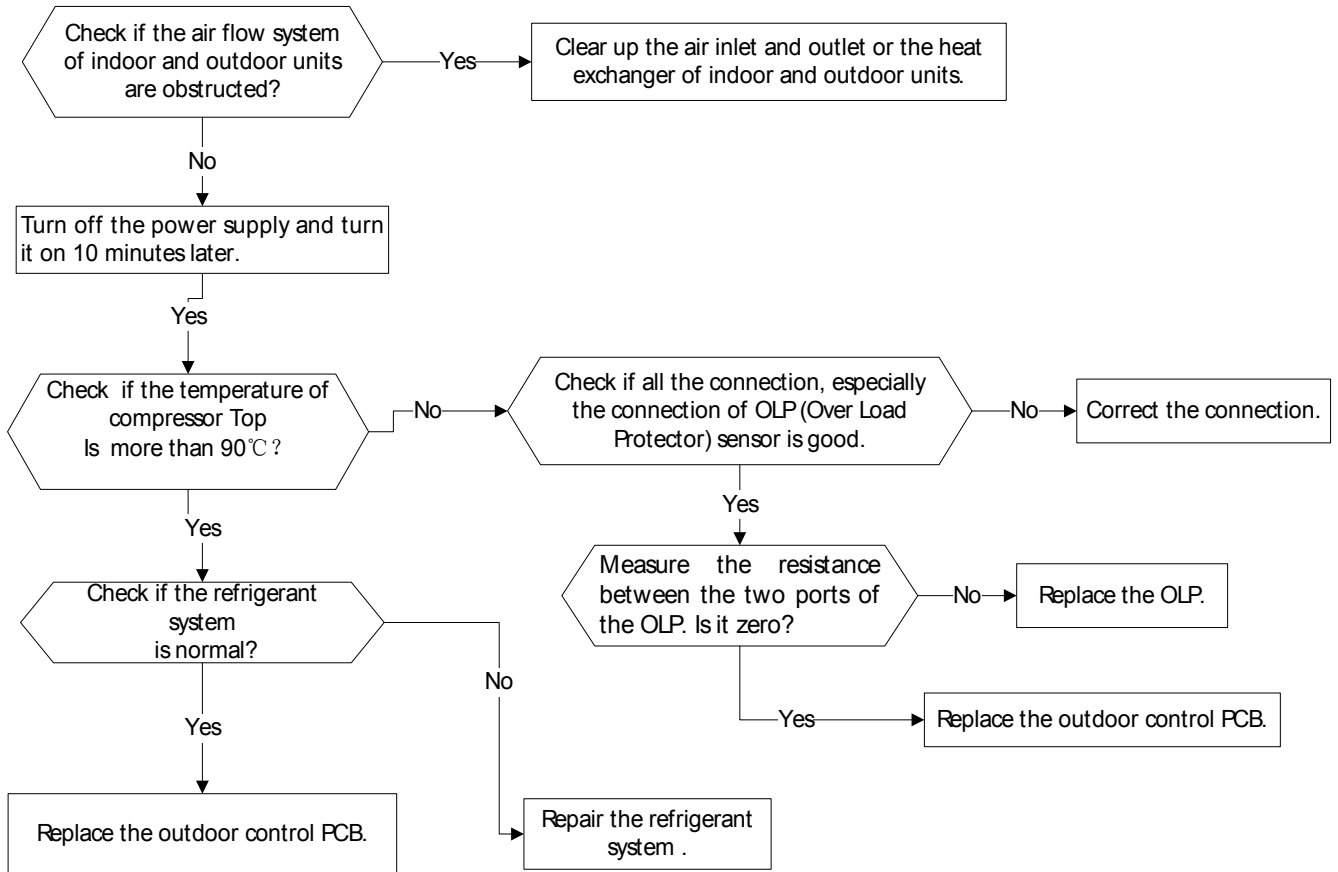 Check if the air flow system
of indoor and outdoor units
are obstructed?
Yes
Clear up the air inlet and outlet or the heat
exchanger of indoor and outdoor units.
No
Turn off the power supply and turn
it on 10 minutes later.
Yes
Check if the temperature of
compressor Top
Is more than 90℃?
No
Check if all the connection, especially
the connection of OLP (Over Load
Protector) sensor is good.
No
Correct the connection.
Yes
Yes
Measure the resistance
between the two ports of
the OLP. Is it zero?
No
Replace the OLP.
Check if the refrigerant
system
is normal?
No
Yes
Yes
Replace the outdoor control PCB.
Replace the outdoor control PCB.
Repair the refrigerant
system .